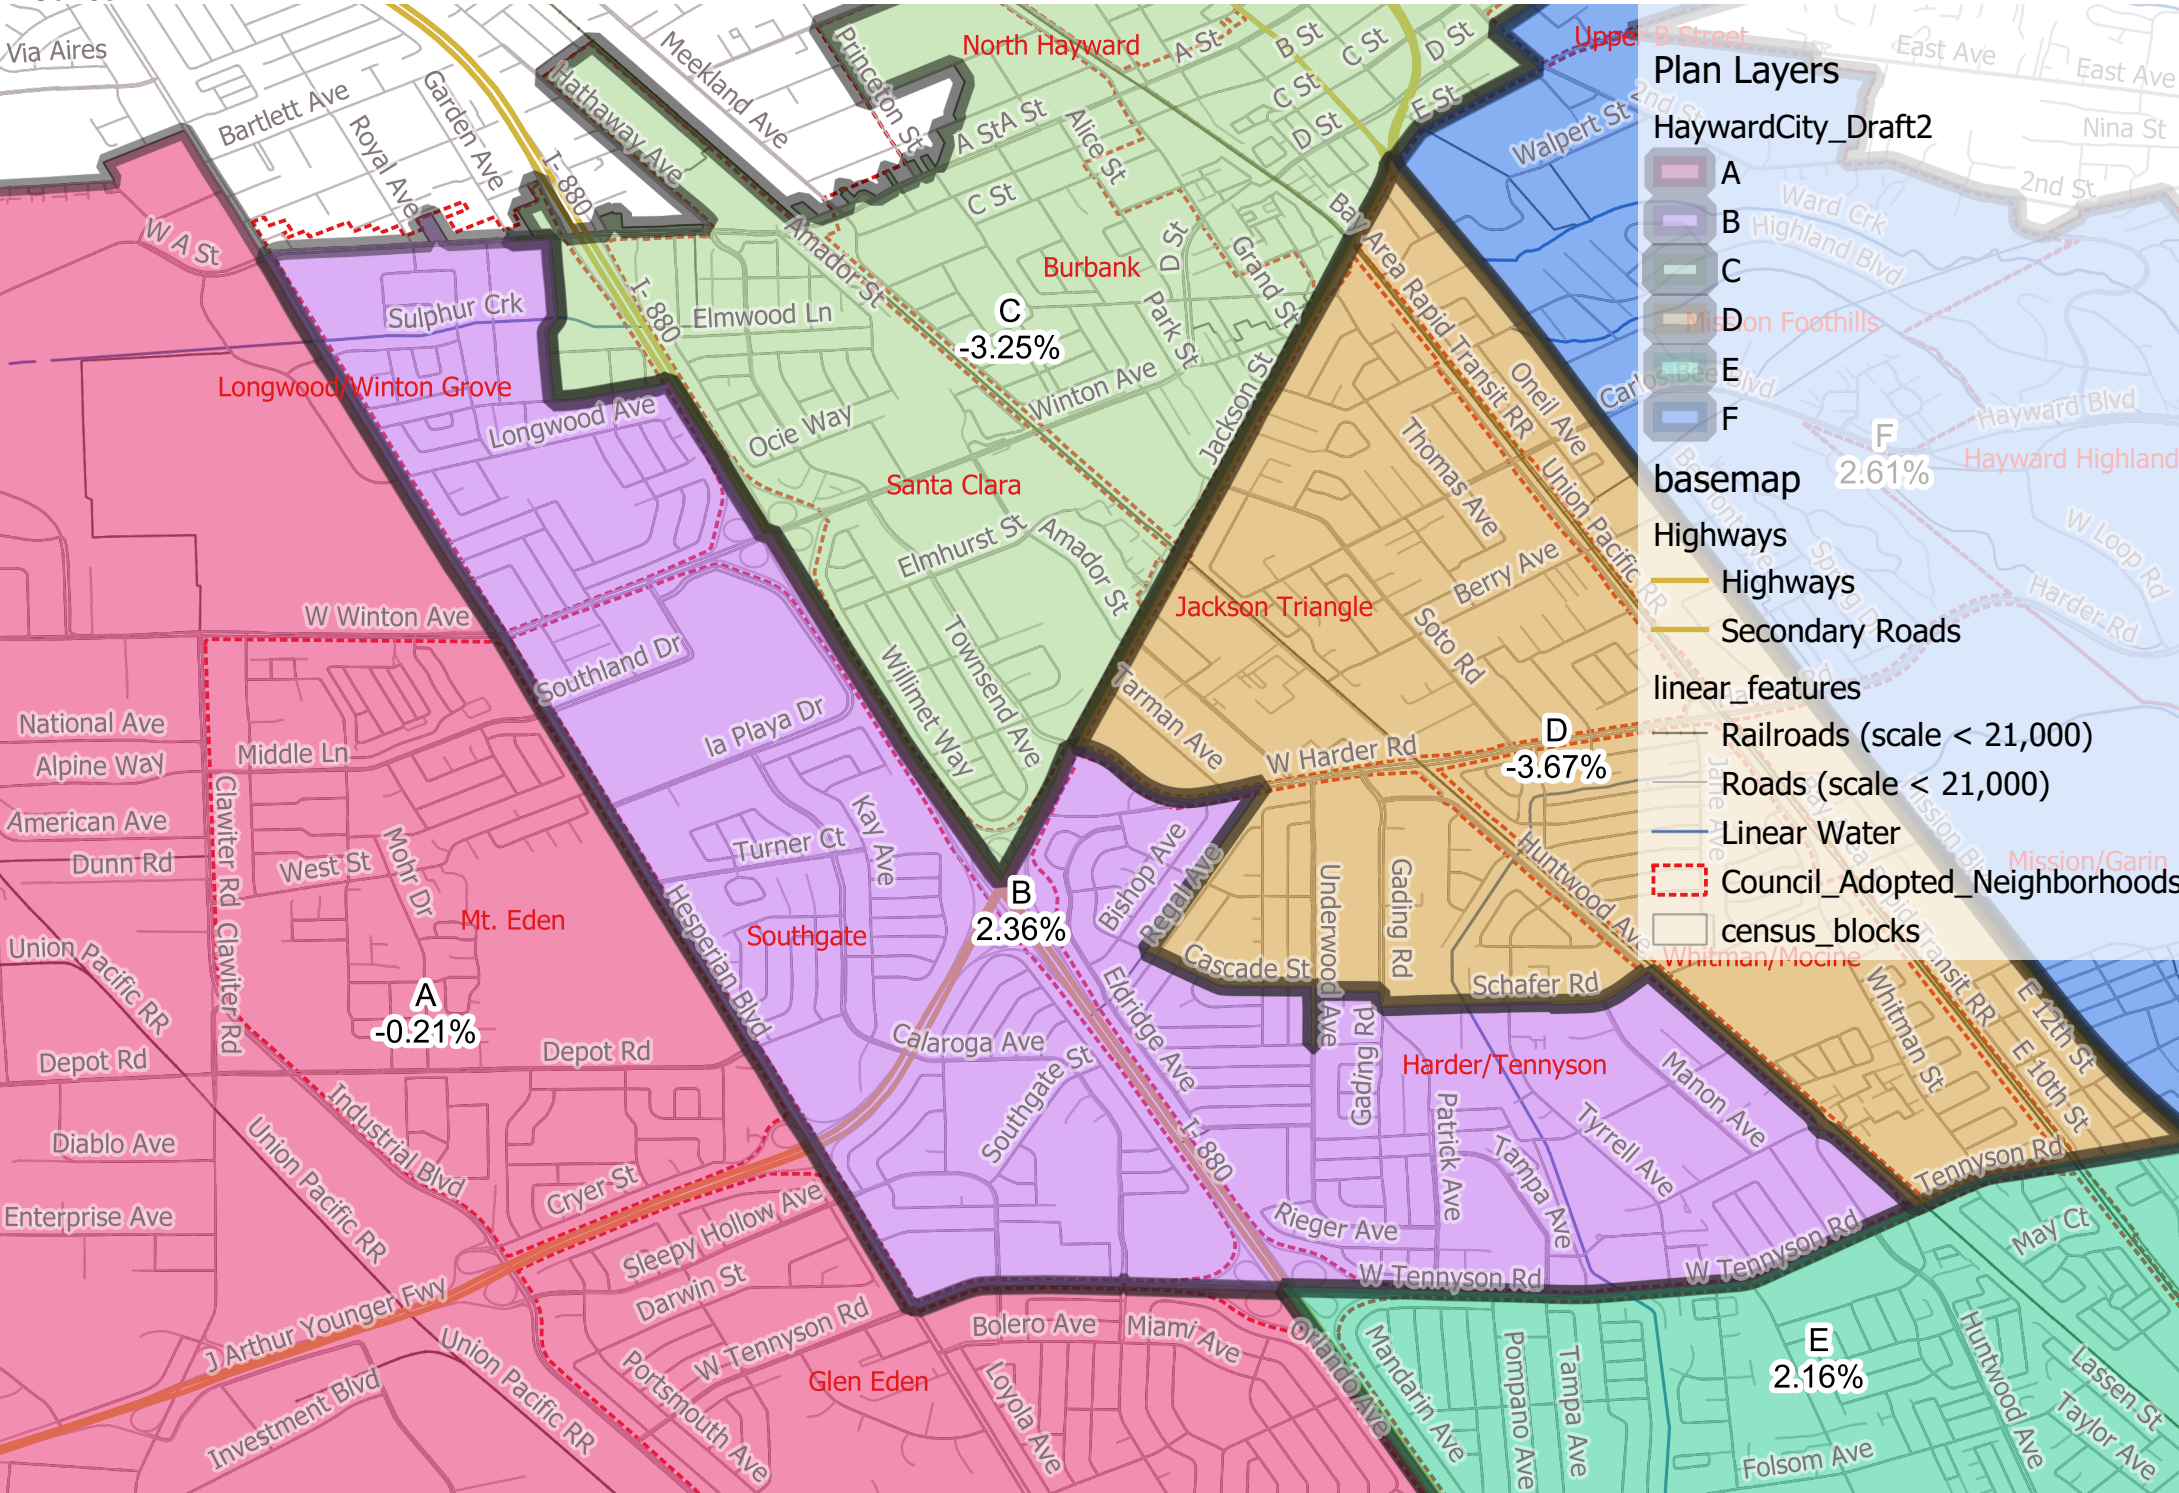 Via Aires
Bartlett Ave
Royal Ave
Garden Ave
I- 880
Hathaway Ave
Meekland Ave
Princeton St
North Hayward
A St
B St
C St
D St
Upper B Street
East Ave
East Ave
Plan Layers
HaywardCity_Draft2
A
B
C
D
E
F
basemap
Highways
Highways
Secondary Roads
linear_features
Railroads (scale < 21,000)
Roads (scale < 21,000)
Linear Water
Council_Adopted_Neighborhoods
census_blocks
2nd St
Nina St
2nd St
Walpert St
Ward Crk
Highland Blvd
Mission Foothills
Carlos Bee Blvd
Hayward Blvd
F
2.61%
Hayward Highland
W Loop Rd
Spring Dr
Harder Rd
Mission Blvd
Mission/Garin
Jane Ave
C St
D St
E St
A St
A St
Alice St
C St
W A St
Amador St
Burbank
D St
Grand St
Park St
Bay Area Rapid Transit RR
Sulphur Crk
I- 880
Elmwood Ln
C
-3.25%
Longwood/Winton Grove
Longwood Ave
Ocie Way
Winton Ave
Jackson St
Oneil Ave
Union Pacific RR
Thomas Ave
Santa Clara
Elmhurst St
Amador St
Berry Ave
Jackson Triangle
Soto Rd
W Winton Ave
Southland Dr
Townsend Ave
Willimet Way
Tarman Ave
W Harder Rd
D
-3.67%
National Ave
Alpine Way
American Ave
Dunn Rd
Middle Ln
Clawiter Rd
Clawiter Rd
West St
Mohr Dr
la Playa Dr
Turner Ct
Kay Ave
Bishop Ave
Regal Ave
Underwood Ave
Gading Rd
Huntwood Ave
Mt. Eden
Southgate
B
2.36%
Hesperian Blvd
Cascade St
Schafer Rd
Whitman/Mocine
Whitman St
E 12th St
E 10th St
Union Pacific RR
A
-0.21%
Depot Rd
Depot Rd
Calaroga Ave
Southgate St
Eldridge Ave
Gading Rd
Harder/Tennyson
Manon Ave
Patrick Ave
Tampa Ave
Tyrrell Ave
I- 880
Industrial Blvd
Union Pacific RR
Diablo Ave
Enterprise Ave
Cryer St
Sleepy Hollow Ave
Darwin St
Rieger Ave
W Tennyson Rd
W Tennyson Rd
Tennyson Rd
May Ct
J Arthur Younger Fwy
Investment Blvd
Union Pacific RR
Portsmouth Ave
W Tennyson Rd
Glen Eden
Bolero Ave
Miami Ave
Loyola Ave
Orlando Ave
Mandarin Ave
Pompano Ave
Tampa Ave
E
2.16%
Folsom Ave
Huntwood Ave
Lassen St
Taylor Ave